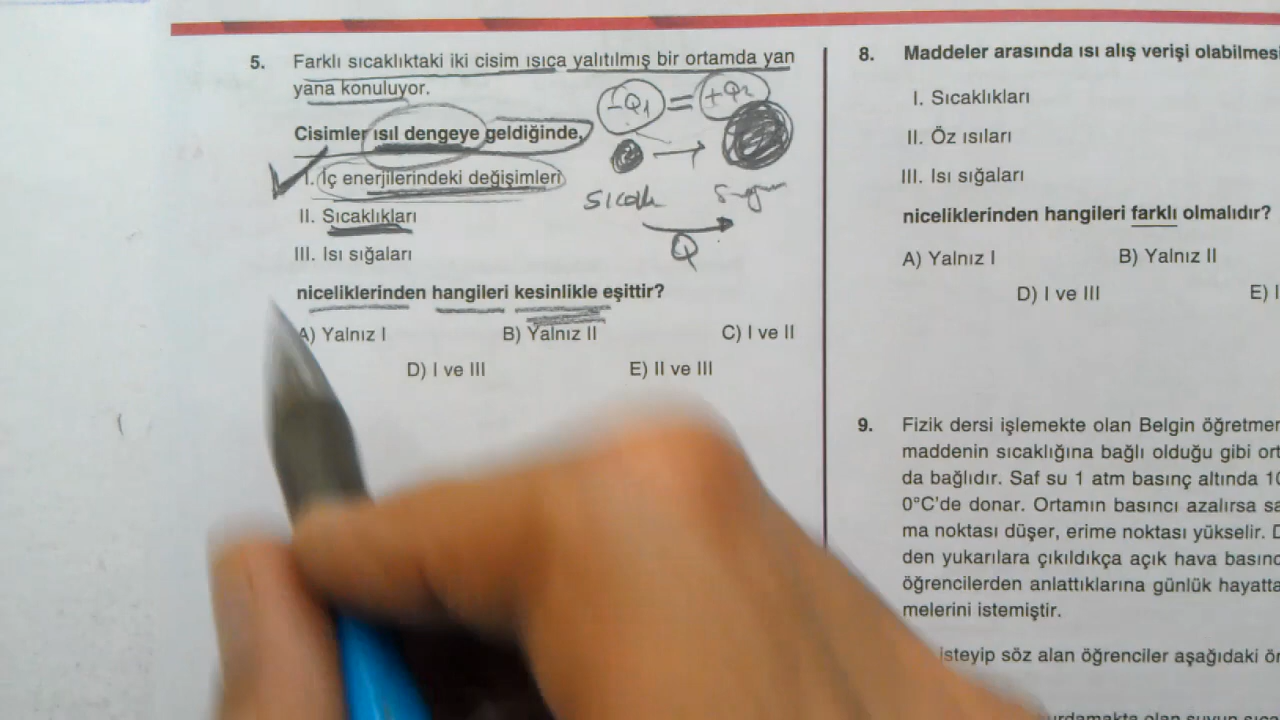 5. Farklı sıcaklıktaki iki cisim ısıca yalıtılmış bir ortamda yan
yana konuluyor.
Cisimler ısıl dengeye geldiğinde,
I. İç enerjilerindeki değişimleri
II. Sıcaklıkları
III. Isı sığaları
niceliklerinden hangileri kesinlikle eşittir?
A) Yalnız I B) Yalnız II C) I ve II
D) I ve III E) II ve III
-Q1 = +Q2
Sıcak Soğuk
Q
8. Maddeler arasında ısı alış verişi olabilmesi
I. Sıcaklıkları
II. Öz ısıları
III. Isı sığaları
niceliklerinden hangileri farklı olmalıdır?
A) Yalnız I B) Yalnız II
D) I ve III E) I
9. Fizik dersi işlemekte olan Belgin öğretmen
maddenin sıcaklığına bağlı olduğu gibi ort
da bağlıdır. Saf su 1 atm basınç altında 10
0°C'de donar. Ortamın basıncı azalırsa sa
ma noktası düşer, erime noktası yükselir. D
den yukarılara çıkıldıkça açık hava basınc
öğrencilerden anlattıklarına günlük hayatta
melerini istemiştir.
isteyip söz alan öğrenciler aşağıdaki ör